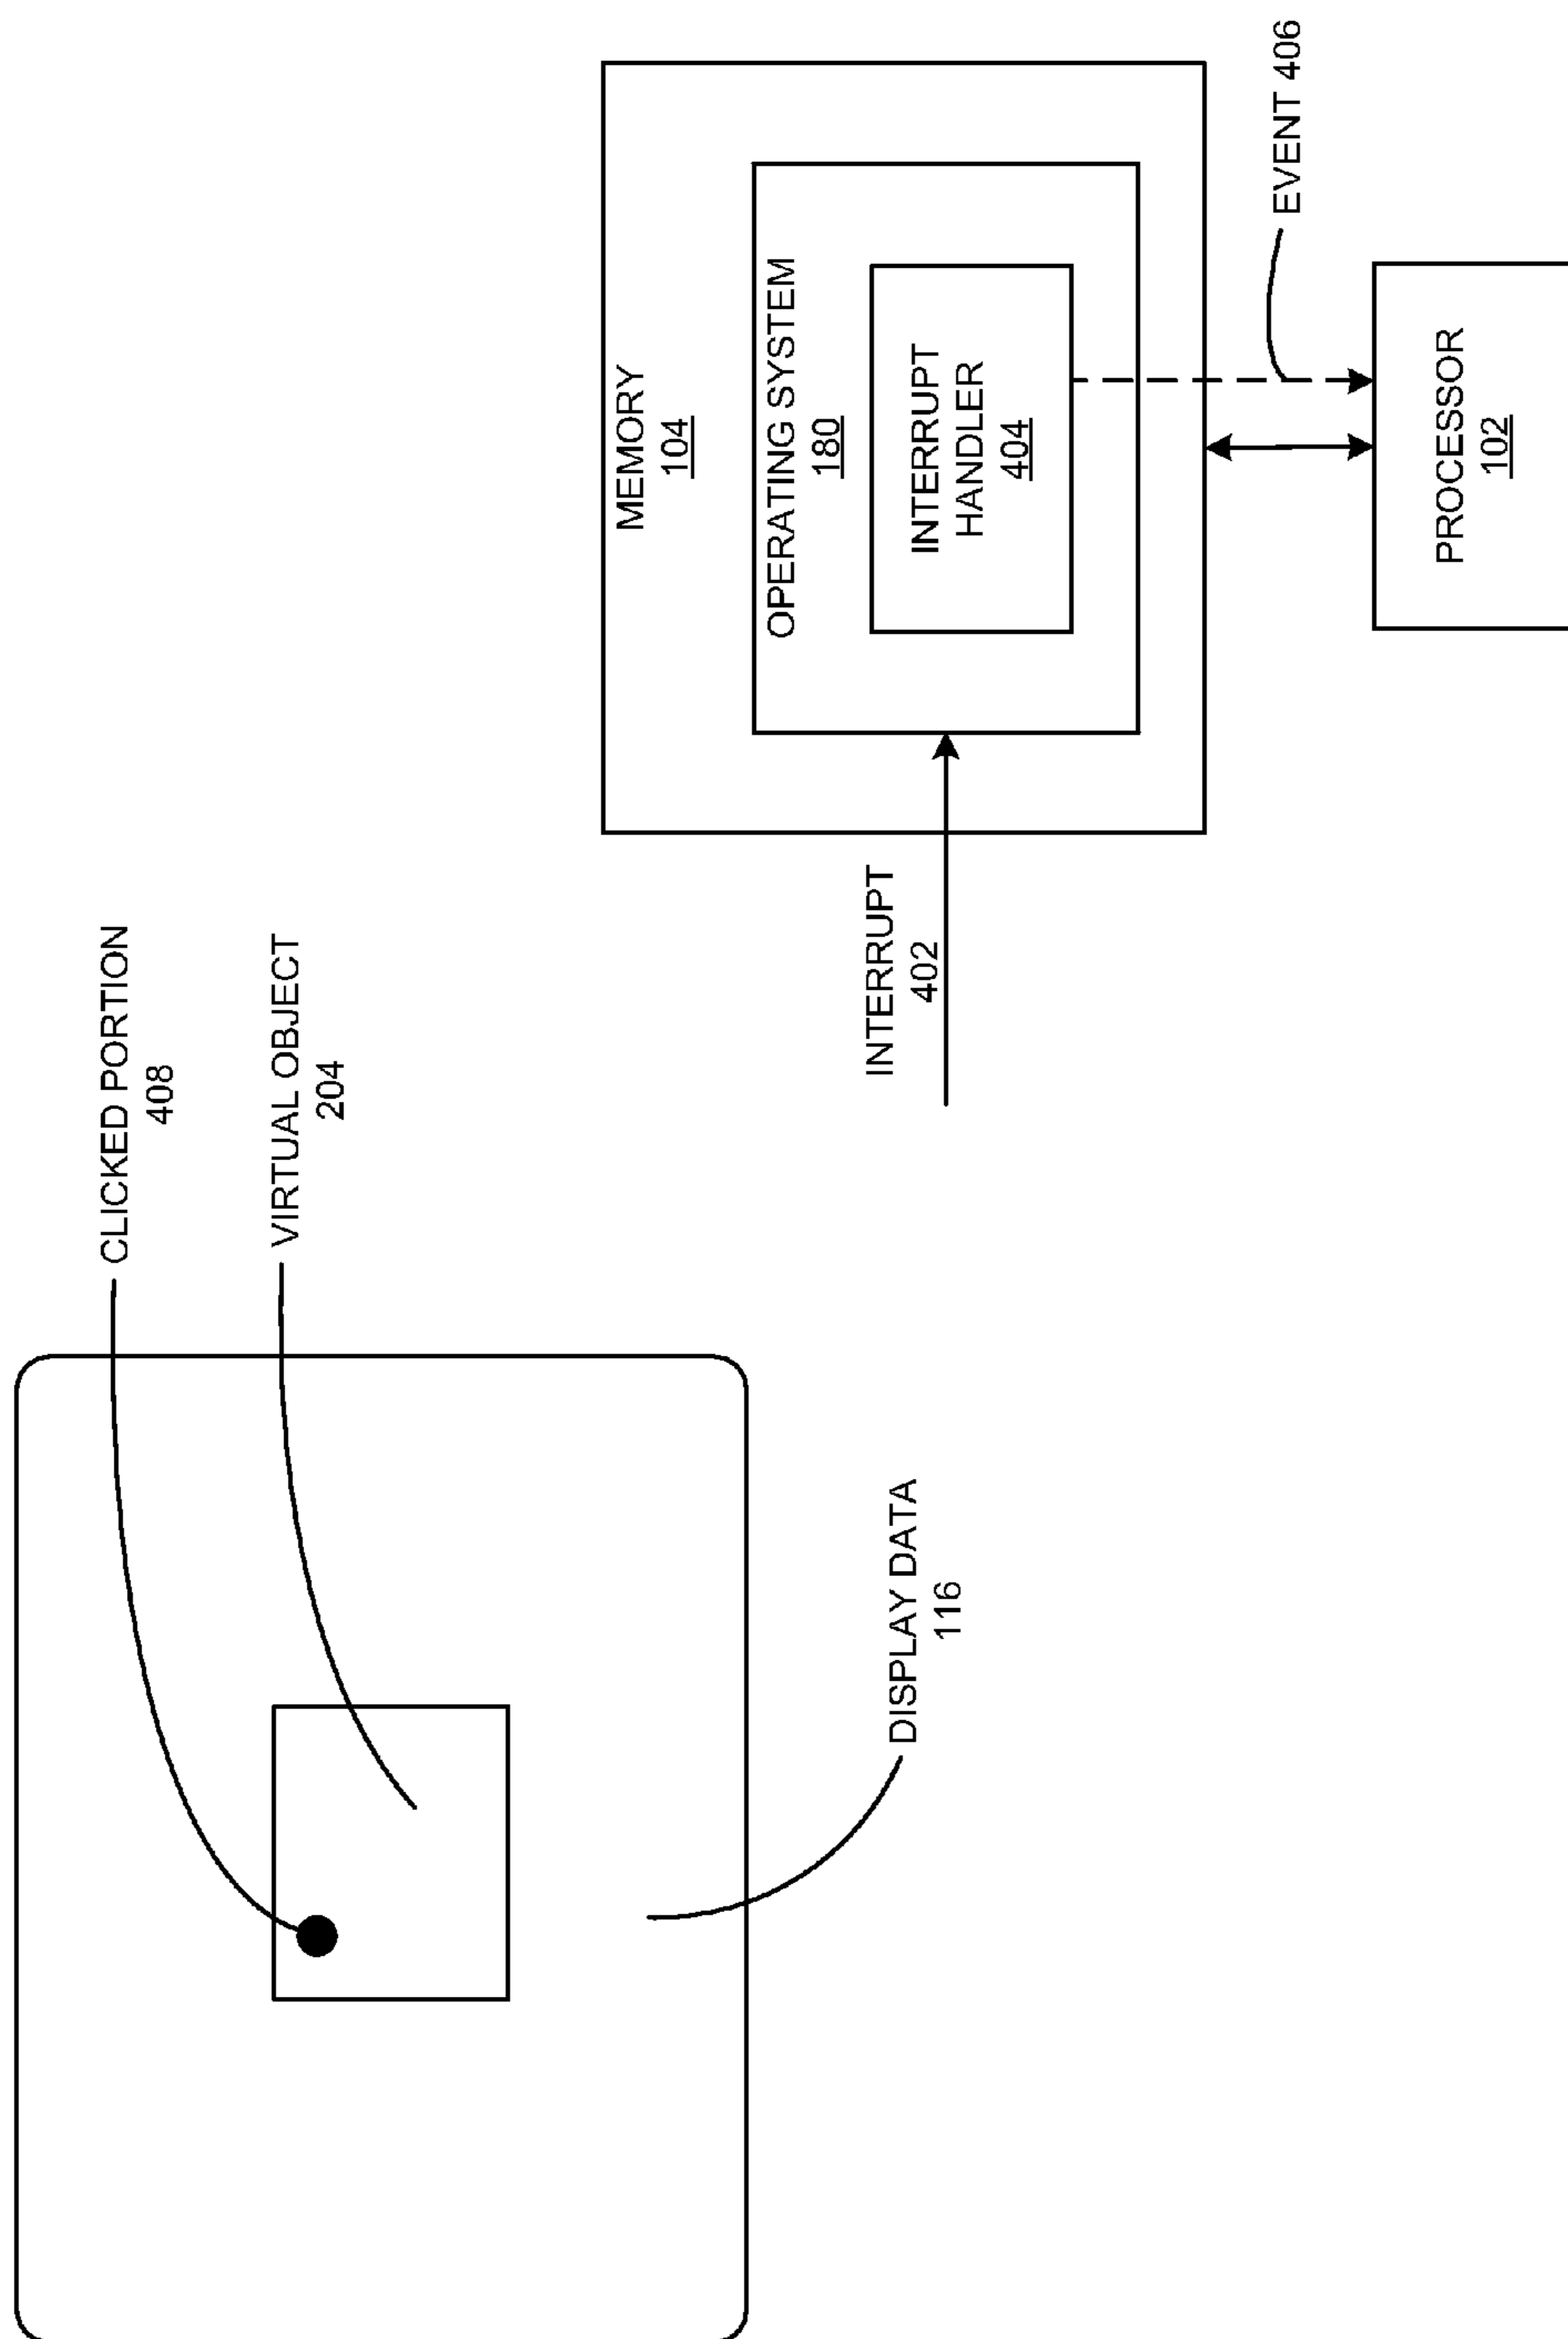 CLICKED PORTION
408
VIRTUAL OBJECT
204
DISPLAY DATA
116
INTERRUPT
402
MEMORY
104
OPERATING SYSTEM
180
INTERRUPT
HANDLER
404
EVENT 406
PROCESSOR
102